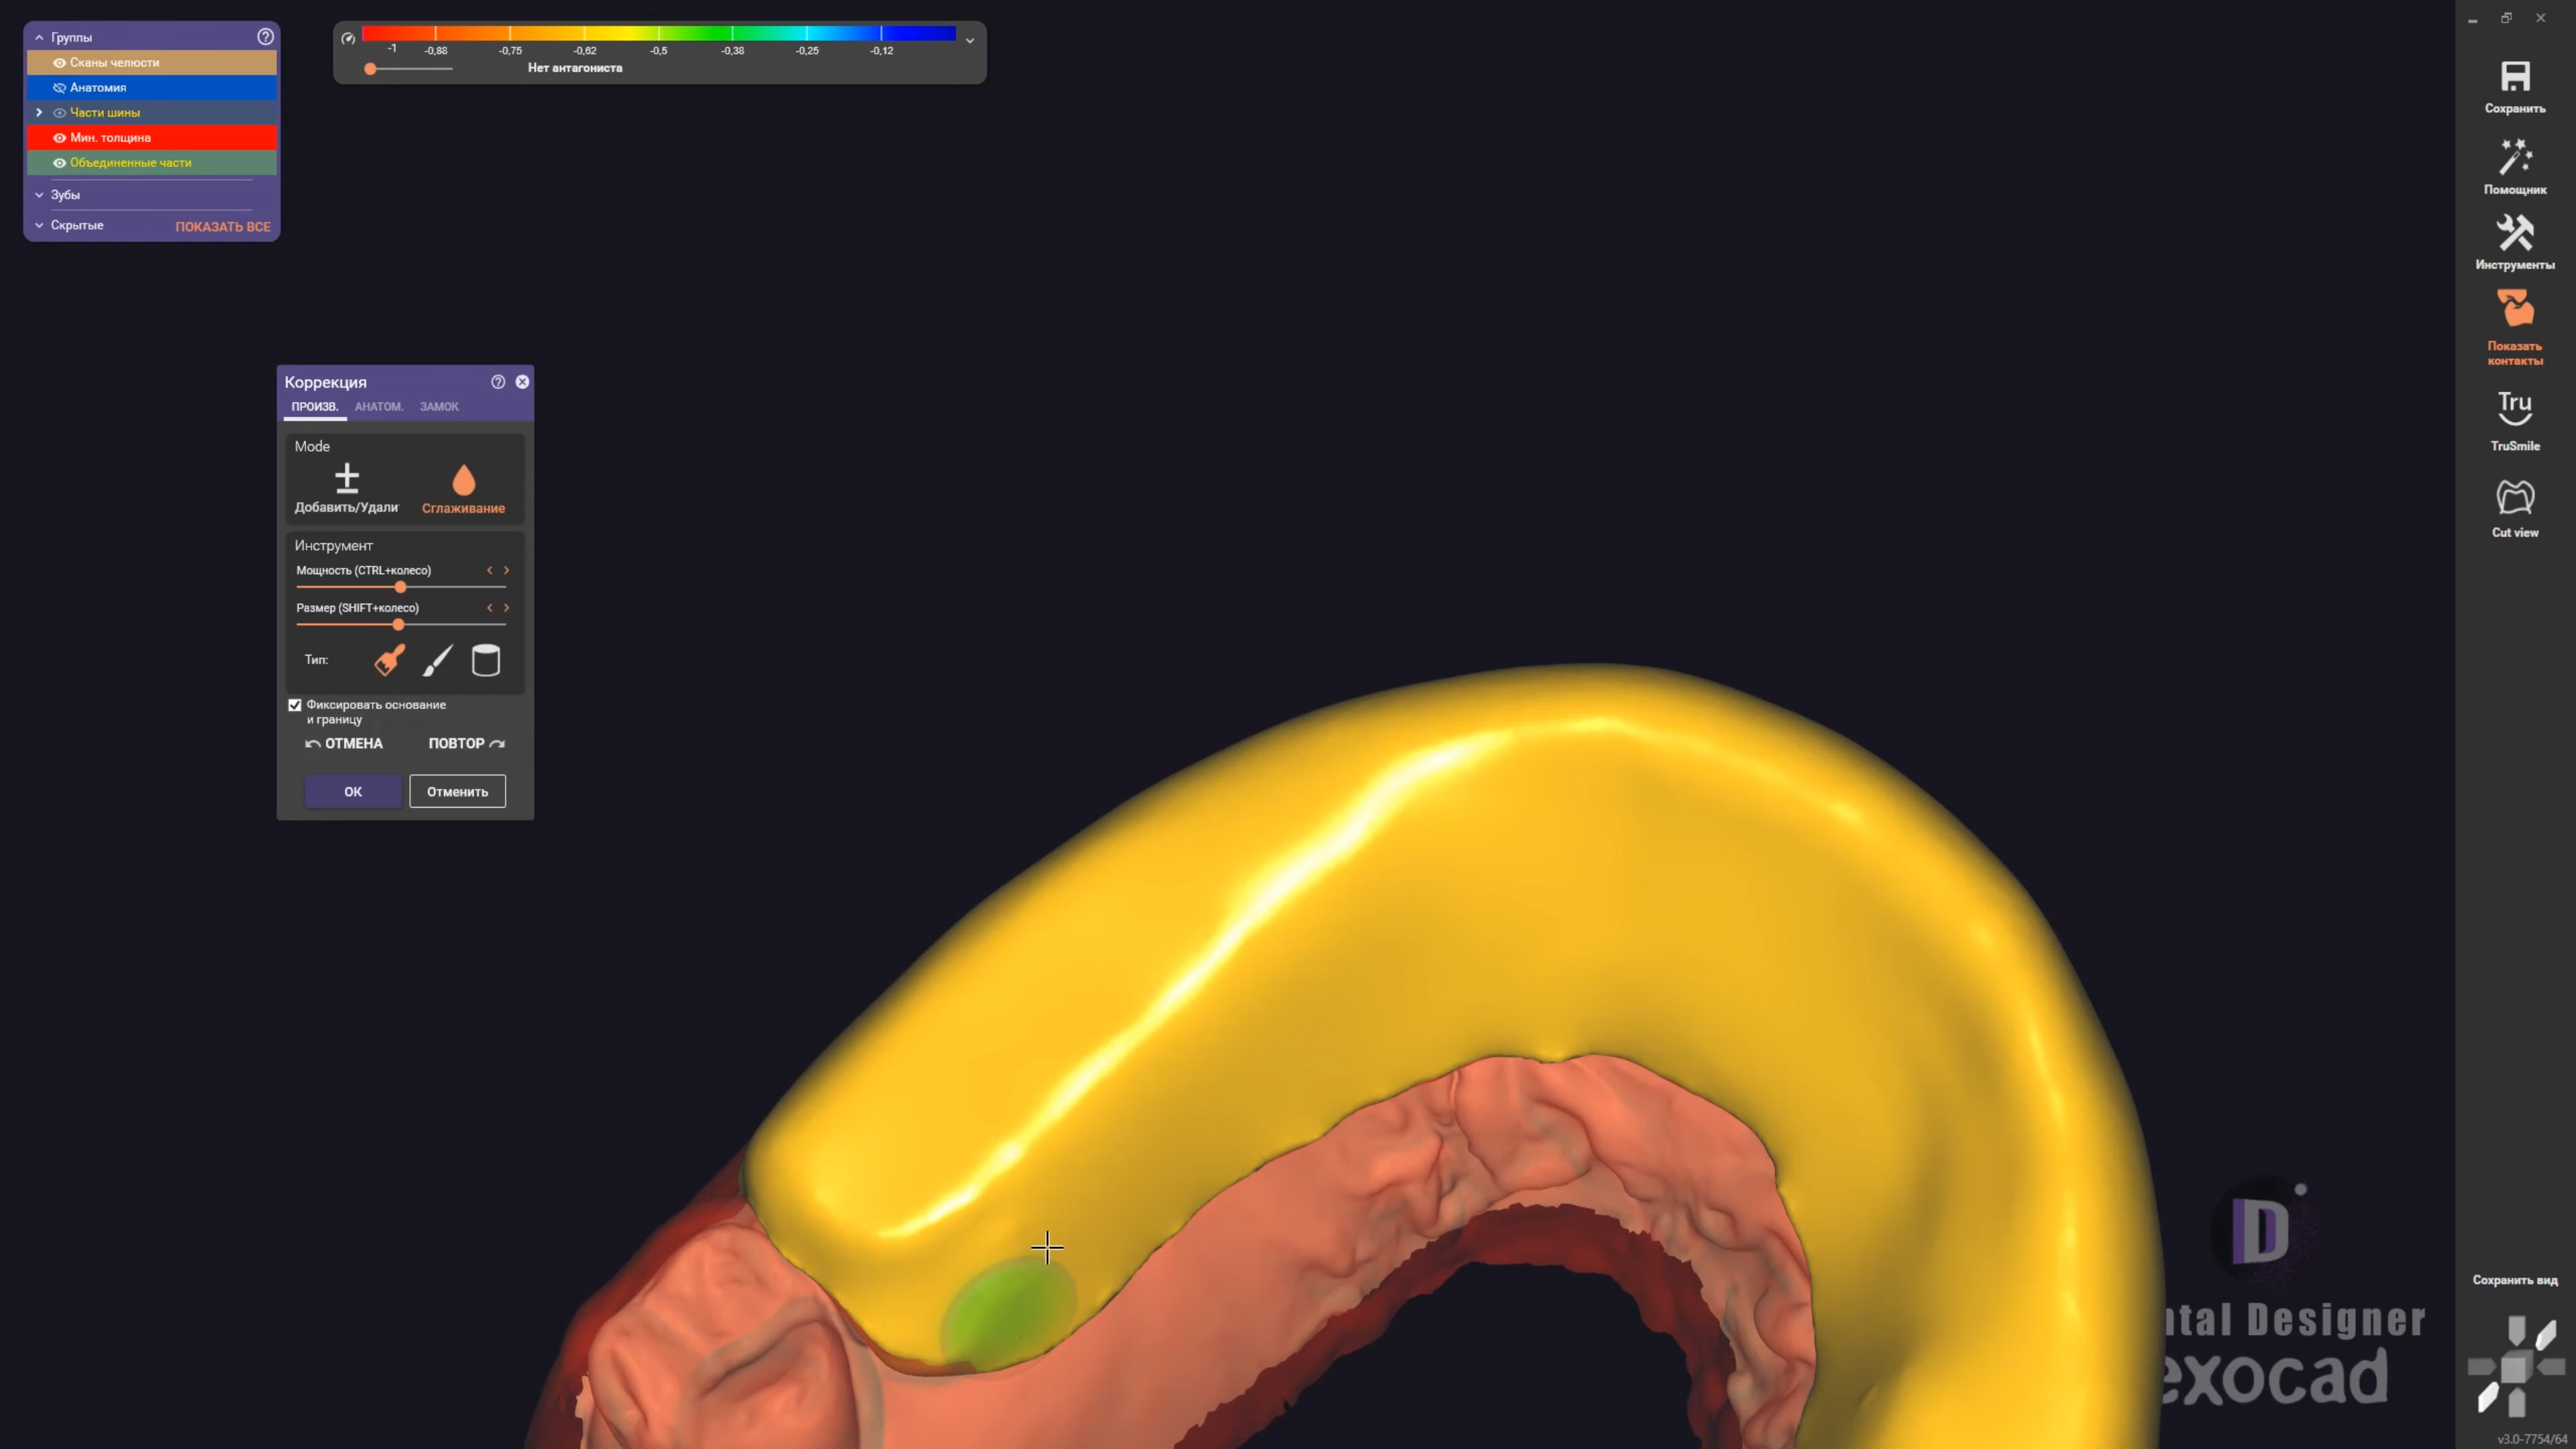 Группы
Сканы челюсти
Анатомия
Части шины
Мин. толщина
Объединенные части
Зубы
Скрытые ПОКАЗАТЬ ВСЕ
-1 -0,88 -0,75 -0,62 -0,5 -0,38 -0,25 -0,12
Нет антагониста
Коррекция
ПРОИЗВ. АНАТОМ. ЗАМОК
Mode
Добавить/Удали
Сглаживание
Инструмент
Мощность (CTRL+колесо)
Размер (SHIFT+колесо)
Тип:
Фиксировать основание
и границу
ОТМЕНА ПОВТОР
OK Отменить
Сохранить
Помощник
Инструменты
Показать
контакты
Tru
TruSmile
Cut view
Сохранить вид
D
ntal Designer
exocad
v3.0-7754/64